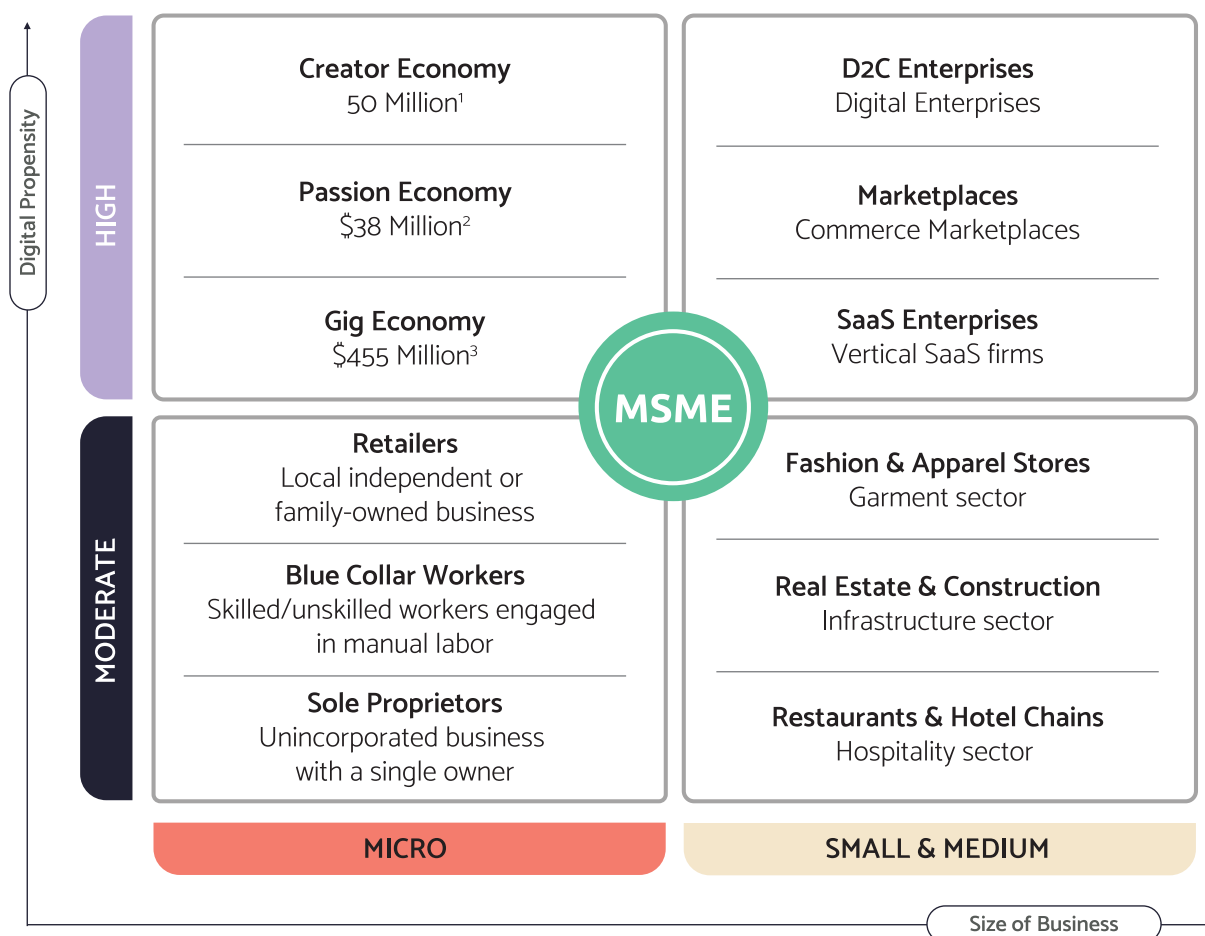 Digital Propensity
HIGH
Creator Economy
50 Million¹
Passion Economy
$38 Million²
Gig Economy
$455 Million³
D2C Enterprises
Digital Enterprises
Marketplaces
Commerce Marketplaces
SaaS Enterprises
Vertical SaaS firms
MSME
MODERATE
Retailers
Local independent or
family-owned business
Blue Collar Workers
Skilled/unskilled workers engaged
in manual labor
Sole Proprietors
Unincorporated business
with a single owner
Fashion & Apparel Stores
Garment sector
Real Estate & Construction
Infrastructure sector
Restaurants & Hotel Chains
Hospitality sector
MICRO
SMALL & MEDIUM
Size of Business